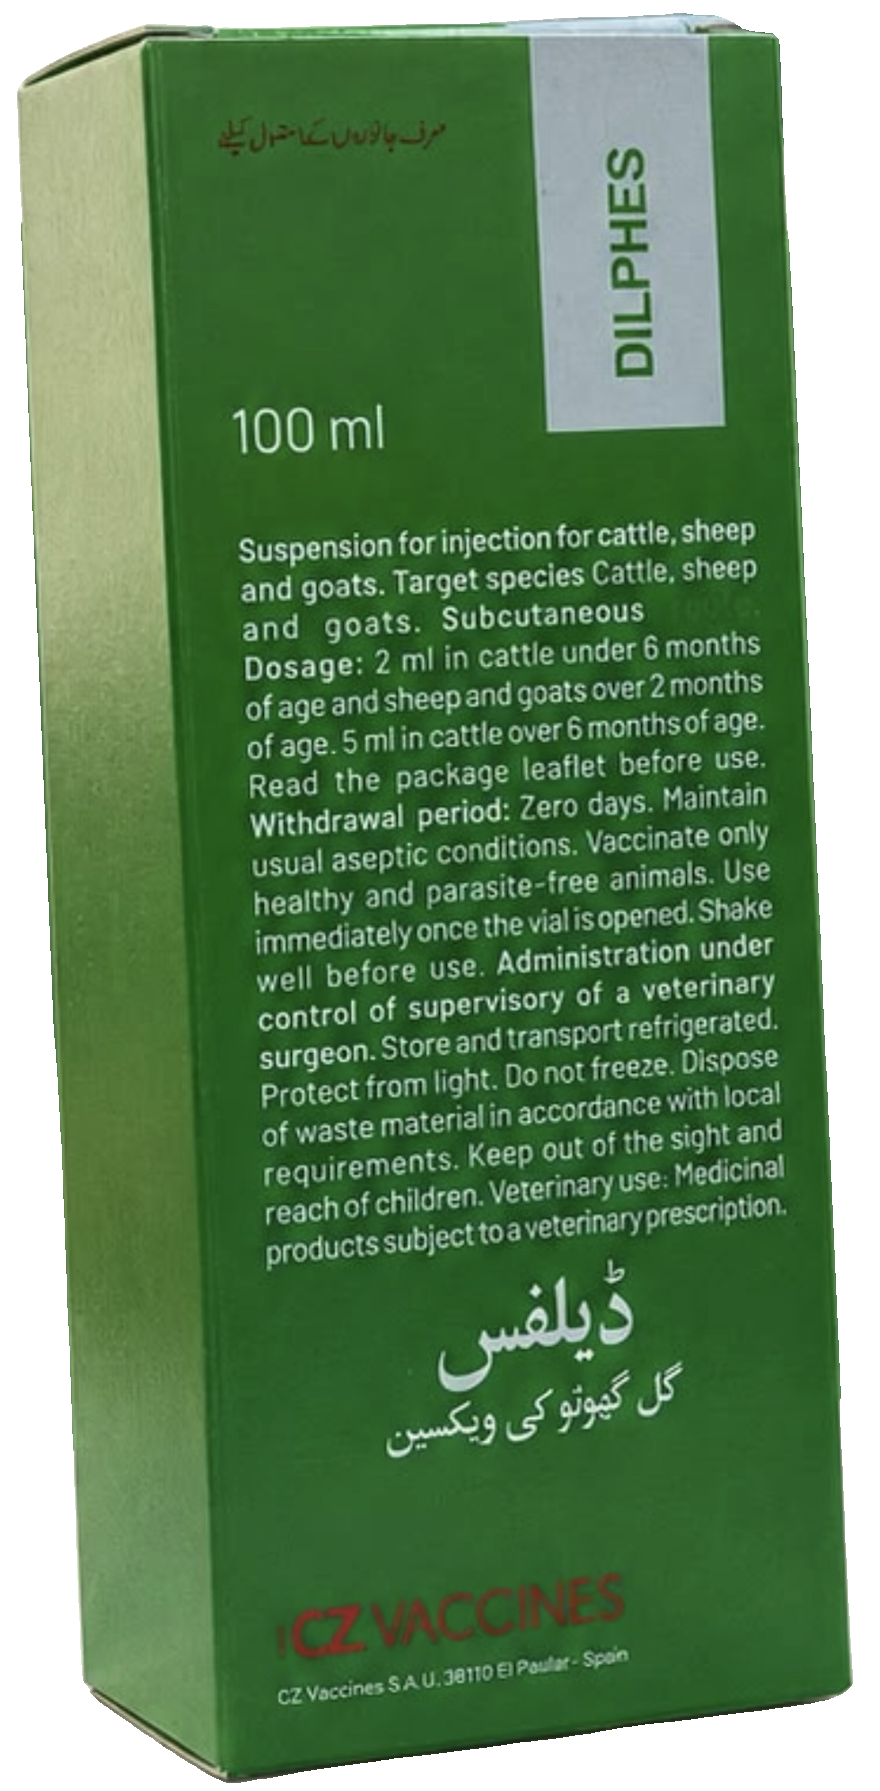 صرف جانوروں کے استعمال کیلئے
DILPHES
100 ml
Suspension for injection for cattle, sheep
and goats. Target species Cattle, sheep
and goats. Subcutaneous
Dosage: 2 ml in cattle under 6 months
of age and sheep and goats over 2 months
of age. 5 ml in cattle over 6 months of age.
Read the package leaflet before use.
Withdrawal period: Zero days. Maintain
usual aseptic conditions. Vaccinate only
healthy and parasite-free animals. Use
immediately once the vial is opened. Shake
well before use. Administration under
control of supervisory of a veterinary
surgeon. Store and transport refrigerated.
Protect from light. Do not freeze. Dispose
of waste material in accordance with local
requirements. Keep out of the sight and
reach of children. Veterinary use: Medicinal
products subject to a veterinary prescription.
ڈیلفس
گل گھوٹو کی ویکسین
CZ VACCINES
CZ Vaccines S.A.U. 38110 El Paular - Spain